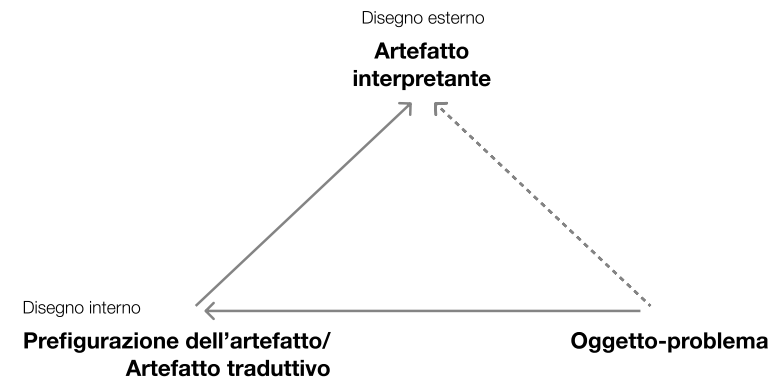 Disegno esterno
Artefatto
interpretante
Disegno interno
Prefigurazione dell’artefatto/
Artefatto traduttivo
Oggetto-problema